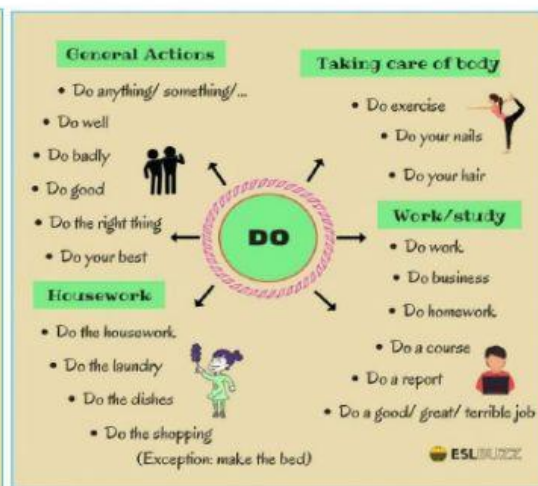 General Actions
• Do anything/ something/...
• Do well
• Do badly
• Do good
• Do the right thing
• Do your best
Taking care of body
• Do exercise
• Do your nails
• Do your hair
DO
Work/study
• Do work
• Do business
• Do homework
• Do a course
• Do a report
• Do a good/ great/ terrible job
Housework
• Do the housework
• Do the laundry
• Do the dishes
• Do the shopping
(Exception: make the bed)
ESLBUZZ